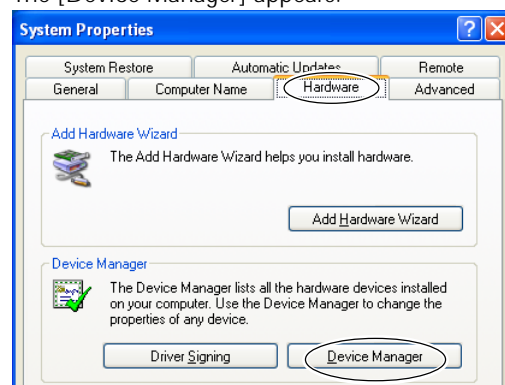 The [Device Manager] appears.
System Properties
System Restore Automatic Updates Remote
General Computer Name Hardware Advanced
Add Hardware Wizard
The Add Hardware Wizard helps you install hardware.
Add Hardware Wizard
Device Manager
The Device Manager lists all the hardware devices installed
on your computer. Use the Device Manager to change the
properties of any device.
Driver Signing Device Manager